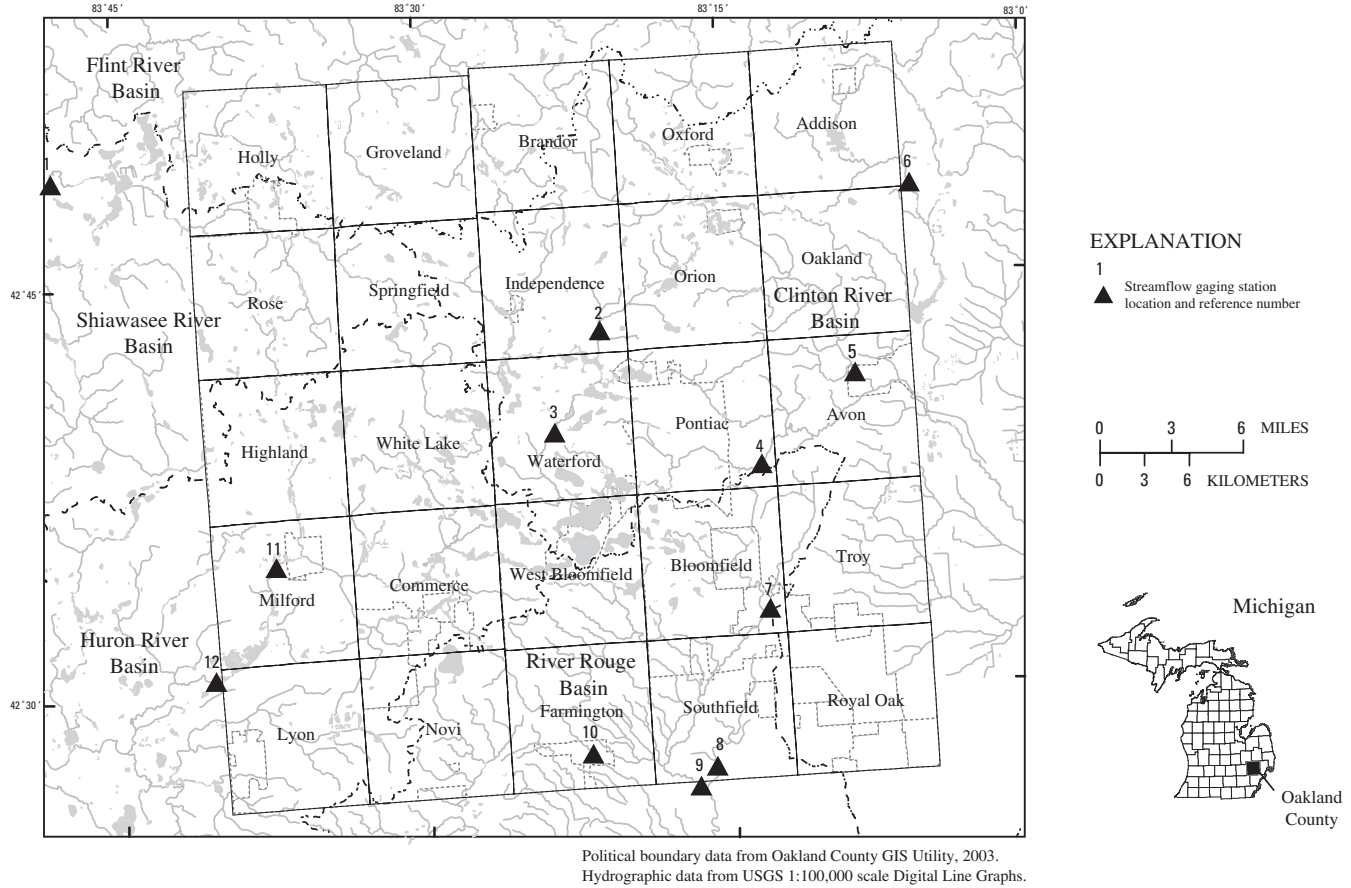 83°45'
83°30'
83°15'
83°0'
Flint River
Basin
Addison
Oxford
Brandor
Groveland
Holly
1
6
Oakland
Orion
Independence
Springfield
Rose
42°45'
Clinton River
Basin
Shiawasee River
Basin
2
5
Avon
3
Pontiac
White Lake
Waterford
Highland
4
11
Troy
Bloomfield
West Bloomfield
Commerce
Milford
7
Huron River
Basin
12
River Rouge
Basin
Farmington
Southfield
Royal Oak
42°30'
Lyon
Novi
10
8
9
EXPLANATION
1
Streamflow gaging station
location and reference number
0 3 6 MILES
0 3 6 KILOMETERS
Michigan
Oakland
County
Political boundary data from Oakland County GIS Utility, 2003.
Hydrographic data from USGS 1:100,000 scale Digital Line Graphs.